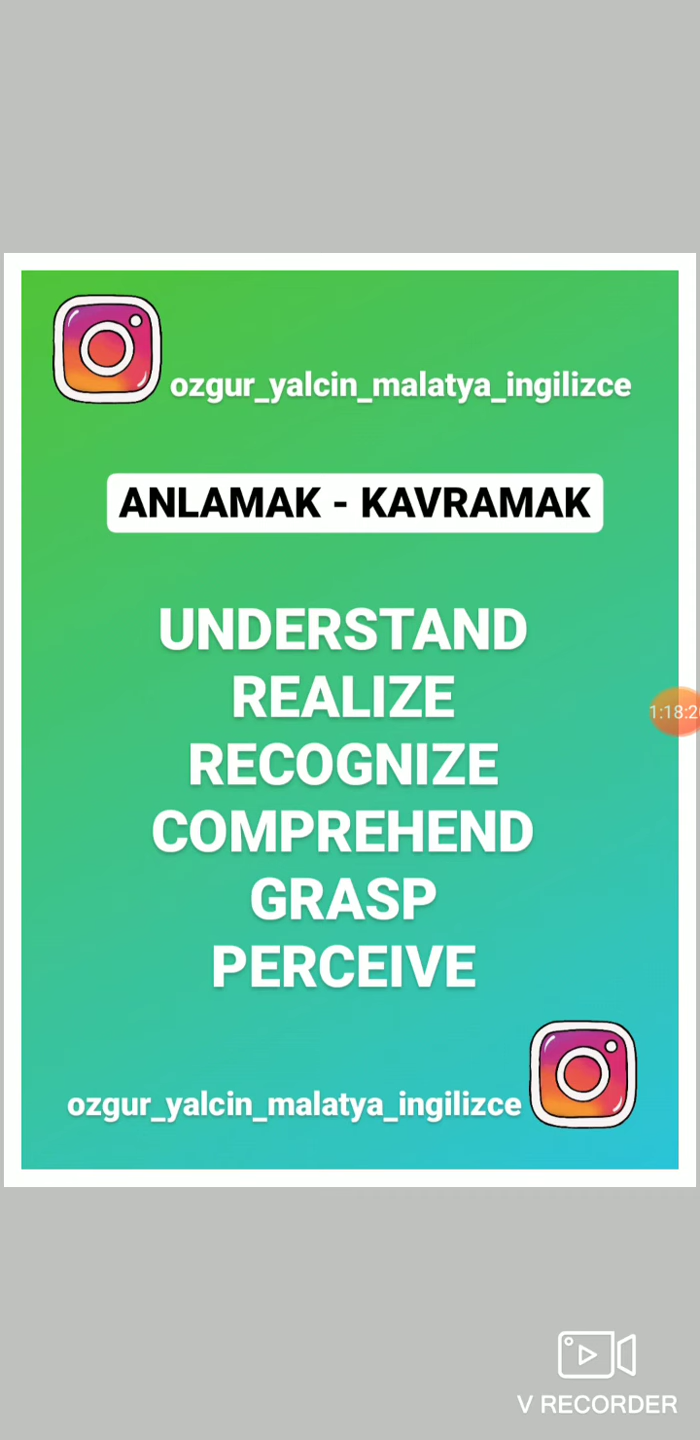 ozgur_yalcin_malatya_ingilizce
ANLAMAK - KAVRAMAK
UNDERSTAND
REALIZE
RECOGNIZE
COMPREHEND
GRASP
PERCEIVE
ozgur_yalcin_malatya_ingilizce
V RECORDER